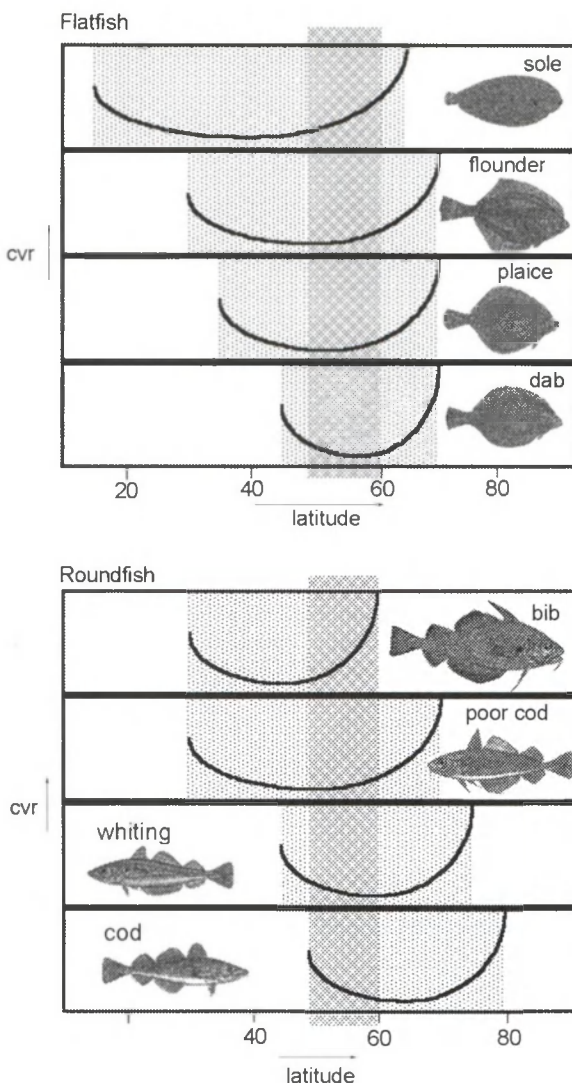 Flatfish
sole
flounder
cvr
plaice
dab
20 40 60 80
latitude
Roundfish
bib
poor cod
cvr
whiting
cod
40 60 80
latitude